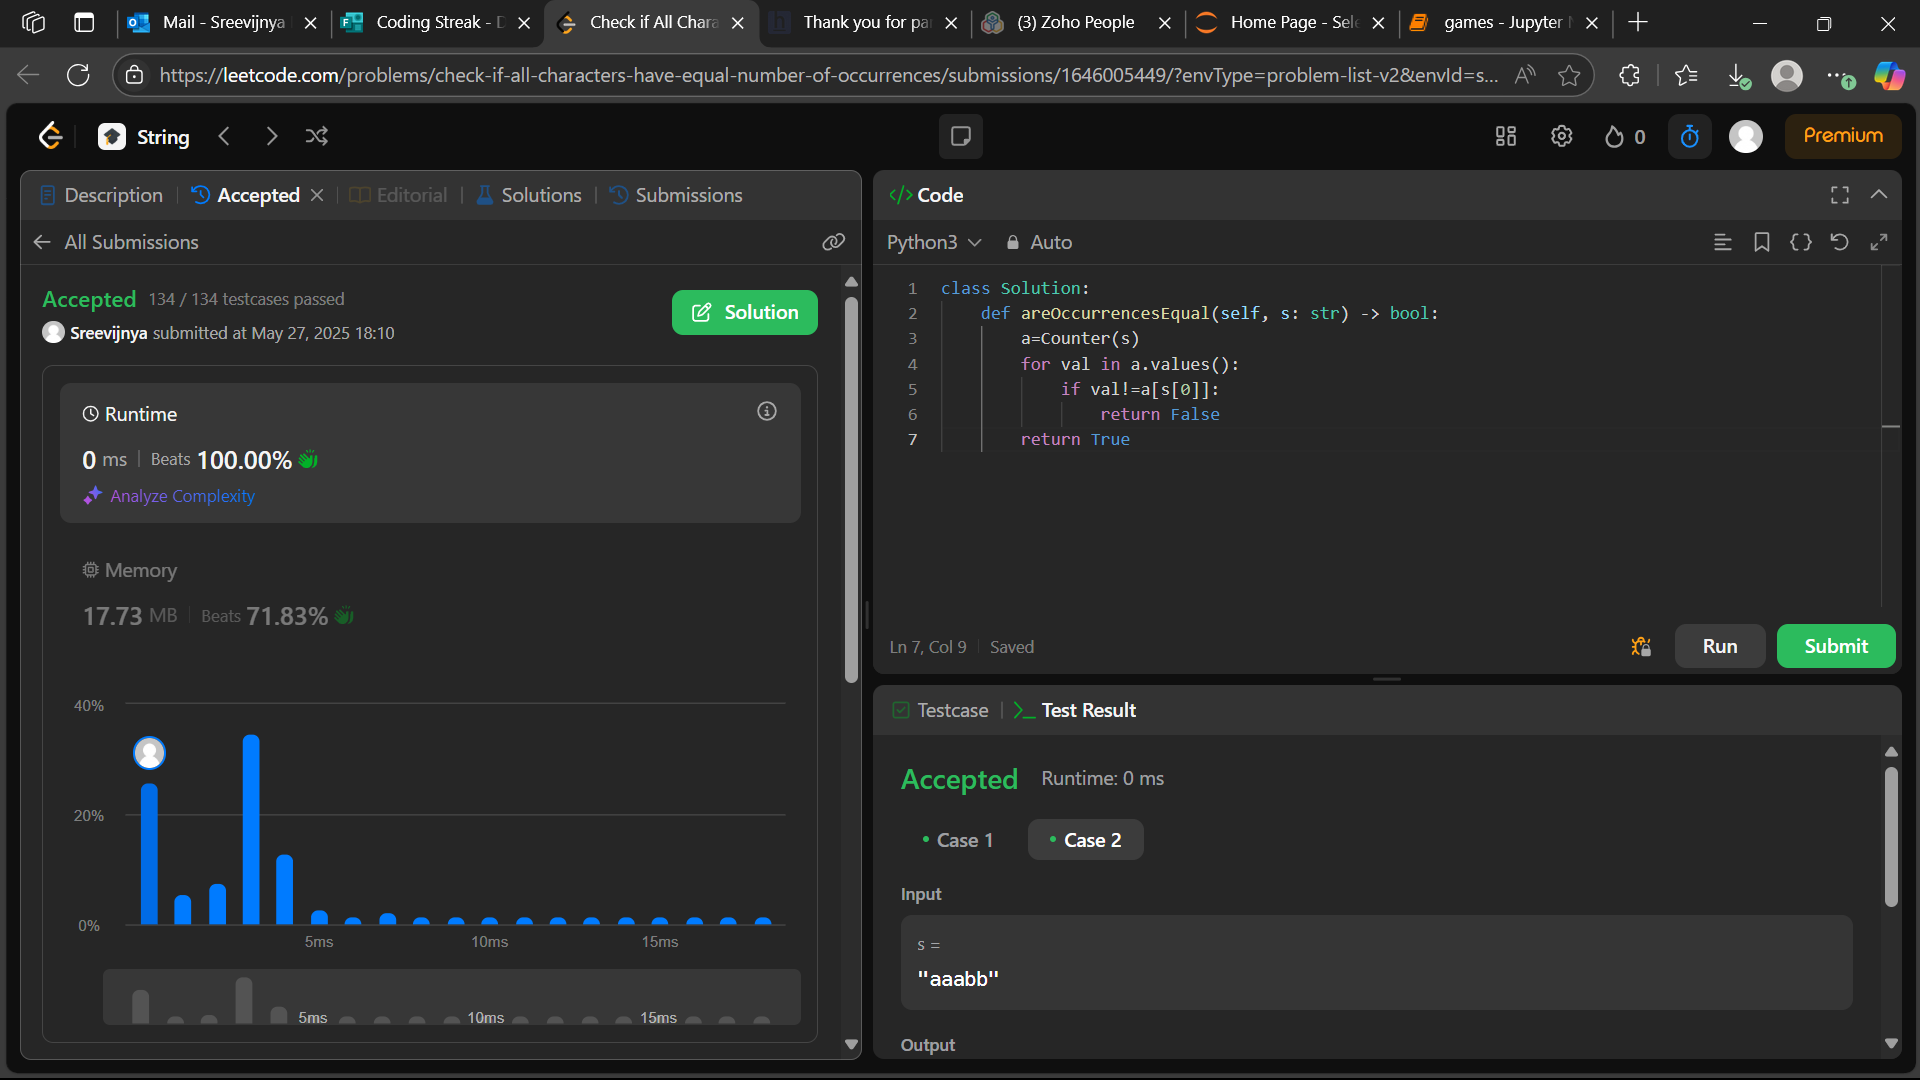 Mail - Sreevijnya
Coding Streak - D
Check if All Chara
Thank you for par
(3) Zoho People
Home Page - Sele
games - Jupyter N
https://leetcode.com/problems/check-if-all-characters-have-equal-number-of-occurrences/submissions/1646005449/?envType=problem-list-v2&envId=s...
String
0
Premium
Description
Accepted
Editorial
Solutions
Submissions
All Submissions
Accepted 134 / 134 testcases passed
Sreevijnya submitted at May 27, 2025 18:10
Solution
Runtime
0 ms Beats 100.00%
Analyze Complexity
Memory
17.73 MB Beats 71.83%
40%
20%
0%
5ms 10ms 15ms
5ms 10ms 15ms
</> Code
Python3 Auto
1 class Solution:
2 def areOccurrencesEqual(self, s: str) -> bool:
3 a=Counter(s)
4 for val in a.values():
5 if val!=a[s[0]]:
6 return False
7 return True
Ln 7, Col 9 Saved
Run
Submit
Testcase
Test Result
Accepted Runtime: 0 ms
Case 1
Case 2
Input
s =
"aaabb"
Output